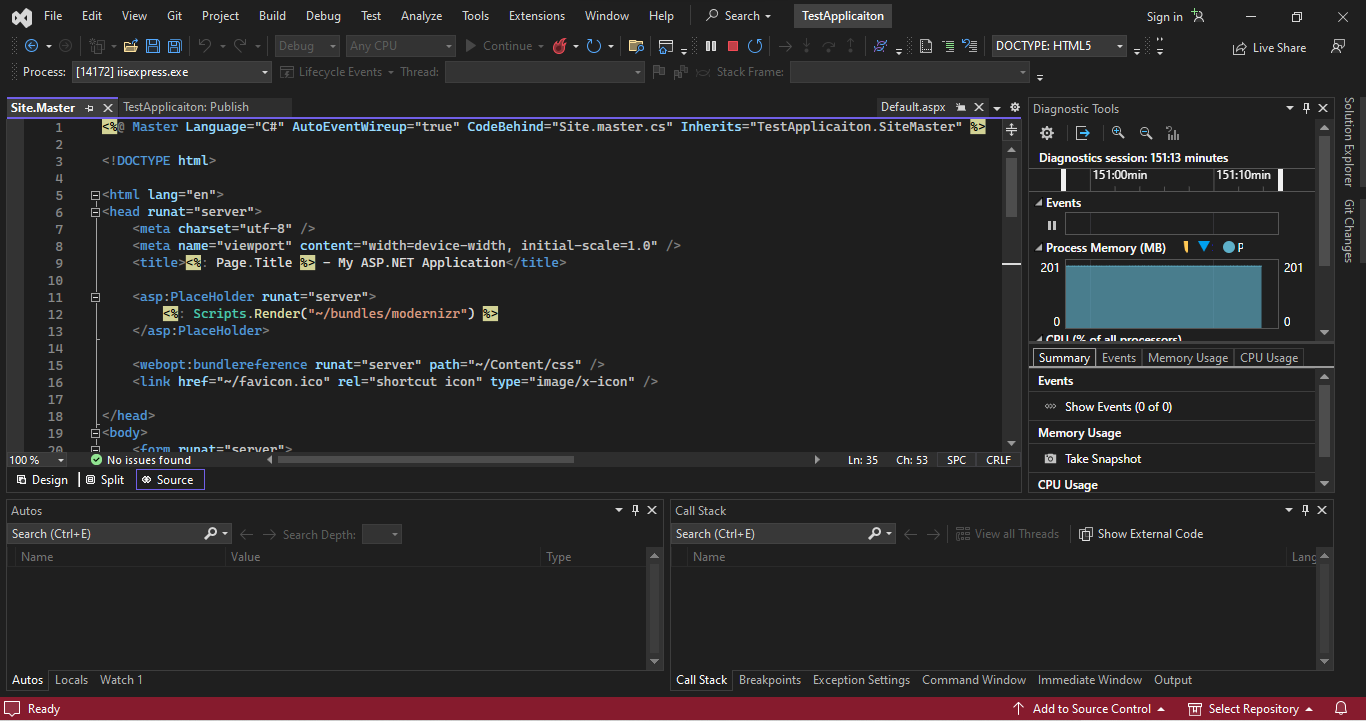 File Edit View Git Project Build Debug Test Analyze Tools Extensions Window Help Search TestApplicaiton Sign in
Debug Any CPU Continue DOCTYPE: HTML5 Live Share
Process: [14172] iisexpress.exe Lifecycle Events Thread: Stack Frame:
Site.Master TestApplicaiton: Publish Default.aspx
1 <%@ Master Language="C#" AutoEventWireup="true" CodeBehind="Site.master.cs" Inherits="TestApplicaiton.SiteMaster" %>
2
3 <!DOCTYPE html>
4
5 <html lang="en">
6 <head runat="server">
7 <meta charset="utf-8" />
8 <meta name="viewport" content="width=device-width, initial-scale=1.0" />
9 <title><%: Page.Title %> - My ASP.NET Application</title>
10
11 <asp:PlaceHolder runat="server">
12 <%: Scripts.Render("~/bundles/modernizr") %>
13 </asp:PlaceHolder>
14
15 <webopt:bundlereference runat="server" path="~/Content/css" />
16 <link href="~/favicon.ico" rel="shortcut icon" type="image/x-icon" />
17
18 </head>
19 <body>
20 <form runat="server">
100 % No issues found Ln: 35 Ch: 53 SPC CRLF
Design Split Source
Diagnostic Tools
Diagnostics session: 151:13 minutes
151:00min 151:10min
Events
Process Memory (MB) P
201 201
0 0
CPU (% of all processors)
Summary Events Memory Usage CPU Usage
Events
Show Events (0 of 0)
Memory Usage
Take Snapshot
CPU Usage
Solution Explorer
Git Changes
Autos
Search (Ctrl+E) Search Depth:
Name Value Type
Autos Locals Watch 1
Call Stack
Search (Ctrl+E) View all Threads Show External Code
Name Lang
Call Stack Breakpoints Exception Settings Command Window Immediate Window Output
Ready Add to Source Control Select Repository